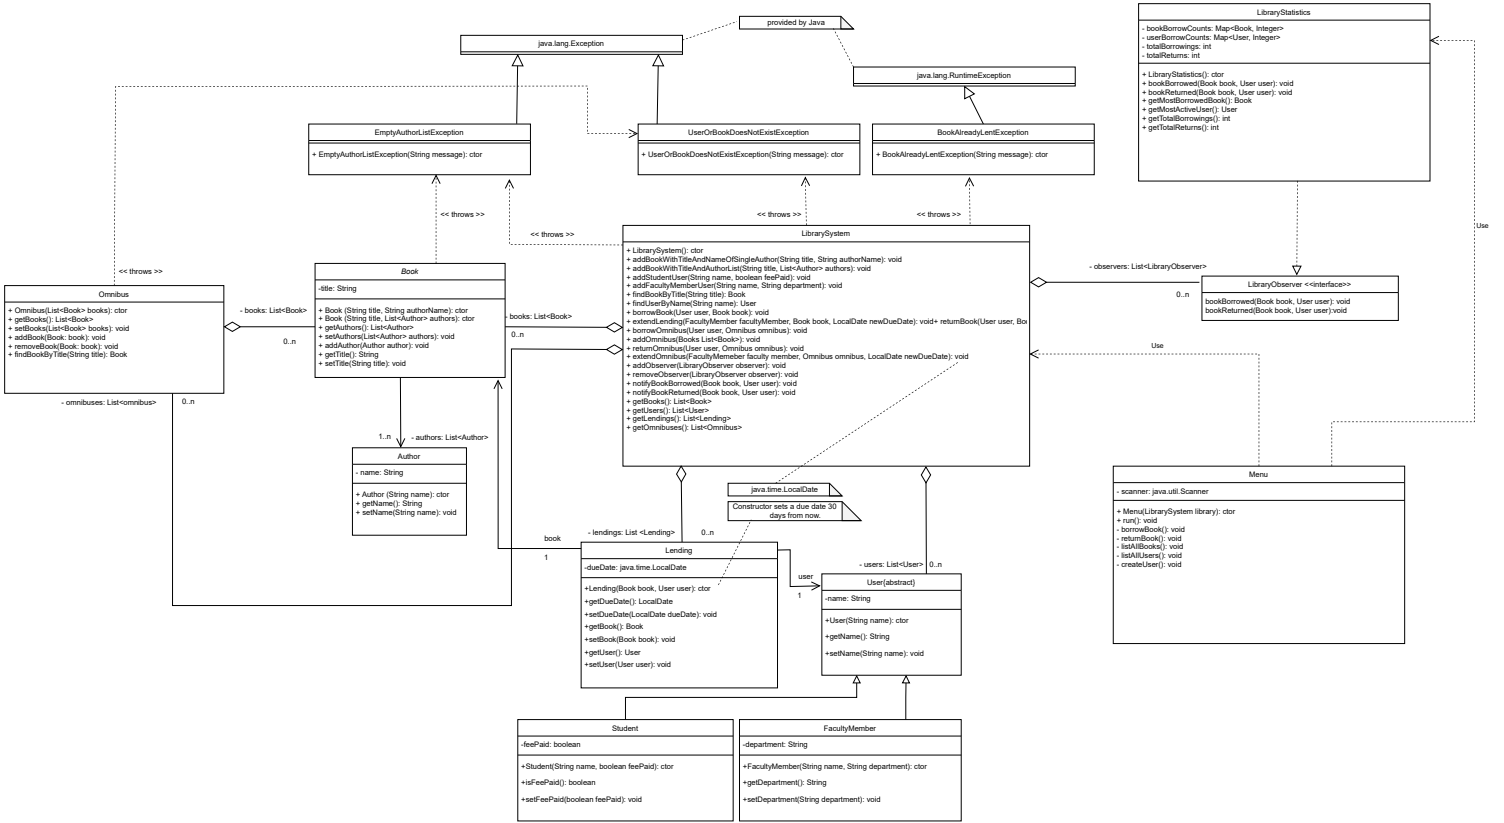 LibraryStatistics
- bookBorrowCounts: Map<Book, Integer>
- userBorrowCounts: Map<User, Integer>
- totalBorrowings: int
- totalReturns: int
+ LibraryStatistics(): ctor
+ bookBorrowed(Book book, User user): void
+ bookReturned(Book book, User user): void
+ getMostBorrowedBook(): Book
+ getMostActiveUser(): User
+ getTotalBorrowings(): int
+ getTotalReturns(): int
provided by Java
java.lang.Exception
java.lang.RuntimeException
EmptyAuthorListException
+ EmptyAuthorListException(String message): ctor
UserOrBookDoesNotExistException
+ UserOrBookDoesNotExistException(String message): ctor
BookAlreadyLentException
+ BookAlreadyLentException(String message): ctor
<< throws >>
<< throws >>
<< throws >>
<< throws >>
<< throws >>
Use
LibrarySystem
+ LibrarySystem(): ctor
+ addBookWithTitleAndNameOfSingleAuthor(String title, String authorName): void
+ addBookWithTitleAndAuthorList(String title, List<Author> authors): void
+ addStudentUser(String name, boolean feePaid): void
+ addFacultyMemberUser(String name, String department): void
+ findBookByTitle(String title): Book
+ findUserByName(String name): User
+ borrowBook(User user, Book book): void
+ extendLending(FacultyMember facultyMember, Book book, LocalDate newDueDate): void+ returnBook(User user, Bo
+ borrowOmnibus(User user, Omnibus omnibus): void
+ addOmnibus(Books List<Book>): void
+ returnOmnibus(User user, Omnibus omnibus): void
+ extendOmnibus(FacultyMemeber faculty member, Omnibus omnibus, LocalDate newDueDate): void
+ addObserver(LibraryObserver observer): void
+ removeObserver(LibraryObserver observer): void
+ notifyBookBorrowed(Book book, User user): void
+ notifyBookReturned(Book book, User user): void
+ getBooks(): List<Book>
+ getUsers(): List<User>
+ getLendings(): List<Lending>
+ getOmnibuses(): List<Omnibus>
- observers: List<LibraryObserver>
0..n
LibraryObserver <<interface>>
bookBorrowed(Book book, User user): void
bookReturned(Book book, User user):void
Omnibus
+ Omnibus(List<Book> books): ctor
+ getBooks(): List<Book>
+ setBooks(List<Book> books): void
+ addBook(Book: book): void
+ removeBook(Book: book): void
+ findBookByTitle(String title): Book
- books: List<Book>
0..n
Book
-title: String
+ Book (String title, String authorName): ctor
+ Book (String title, List<Author> authors): ctor
+ getAuthors(): List<Author>
+ setAuthors(List<Author> authors): void
+ addAuthor(Author author): void
+ getTitle(): String
+ setTitle(String title): void
- books: List<Book>
0..n
Use
- omnibuses: List<omnibus>
0..n
1..n
- authors: List<Author>
Author
- name: String
+ Author (String name): ctor
+ getName(): String
+ setName(String name): void
java.time.LocalDate
Constructor sets a due date 30
days from now.
Menu
- scanner: java.util.Scanner
+ Menu(LibrarySystem library): ctor
+ run(): void
- borrowBook(): void
- returnBook(): void
- listAllBooks(): void
- listAllUsers(): void
- createUser(): void
- lendings: List <Lending>
0..n
book
1
Lending
-dueDate: java.time.LocalDate
+Lending(Book book, User user): ctor
+getDueDate(): LocalDate
+setDueDate(LocalDate dueDate): void
+getBook(): Book
+setBook(Book book): void
+getUser(): User
+setUser(User user): void
user
1
- users: List<User>
0..n
User{abstract}
-name: String
+User(String name): ctor
+getName(): String
+setName(String name): void
Student
-feePaid: boolean
+Student(String name, boolean feePaid): ctor
+isFeePaid(): boolean
+setFeePaid(boolean feePaid): void
FacultyMember
-department: String
+FacultyMember(String name, String department): ctor
+getDepartment(): String
+setDepartment(String department): void